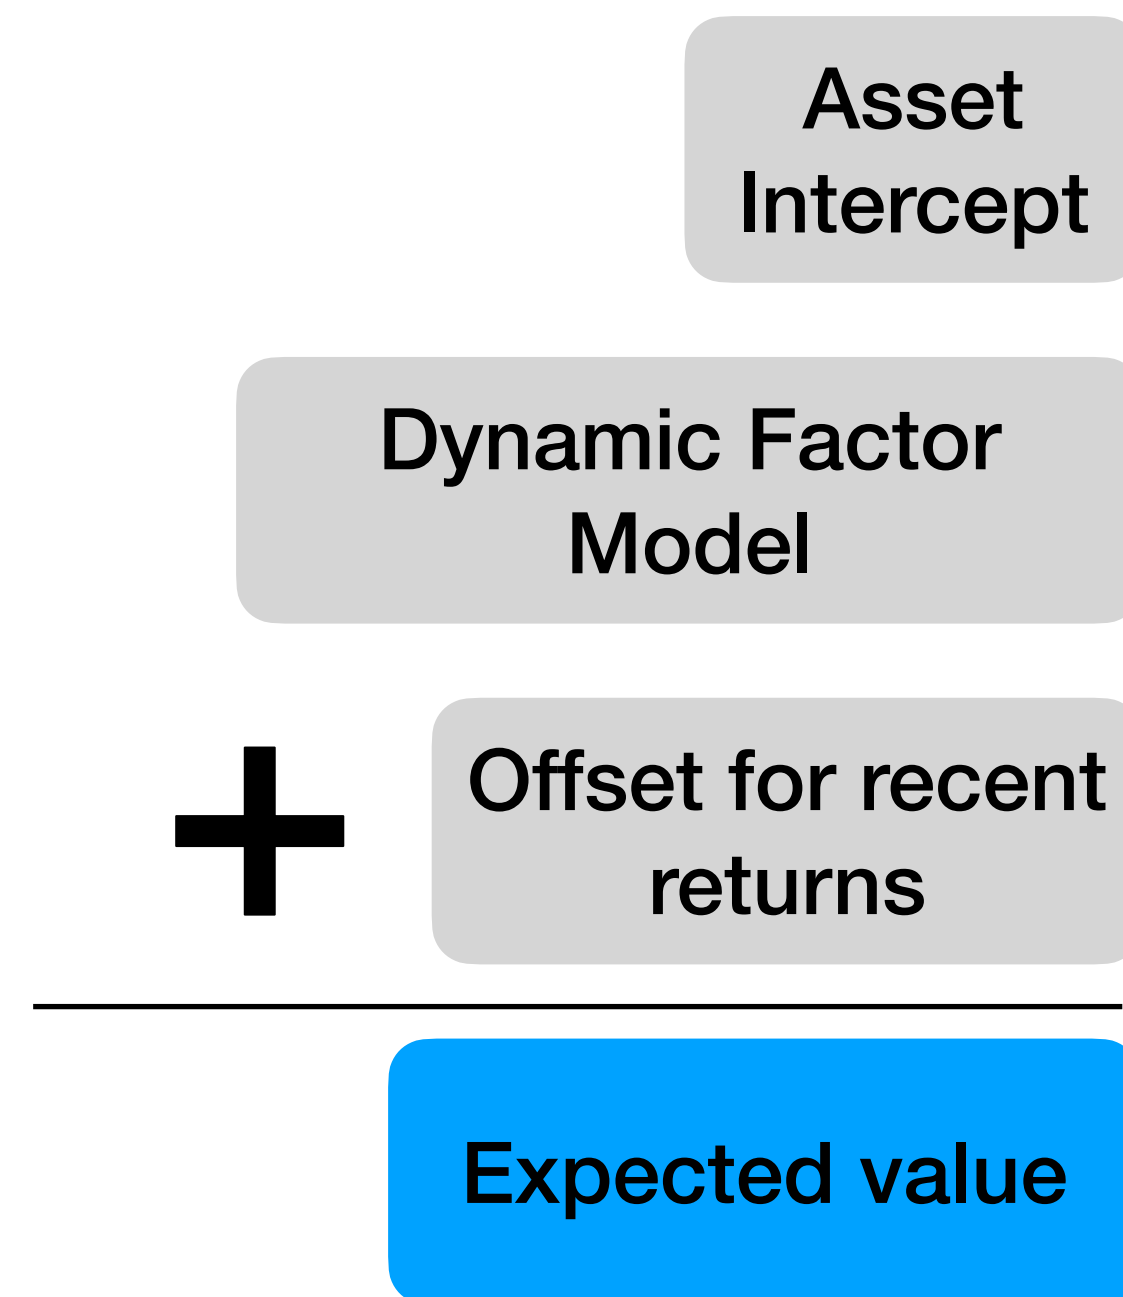 Asset
Intercept
Dynamic Factor
Model
Offset for recent
returns
+
Expected value